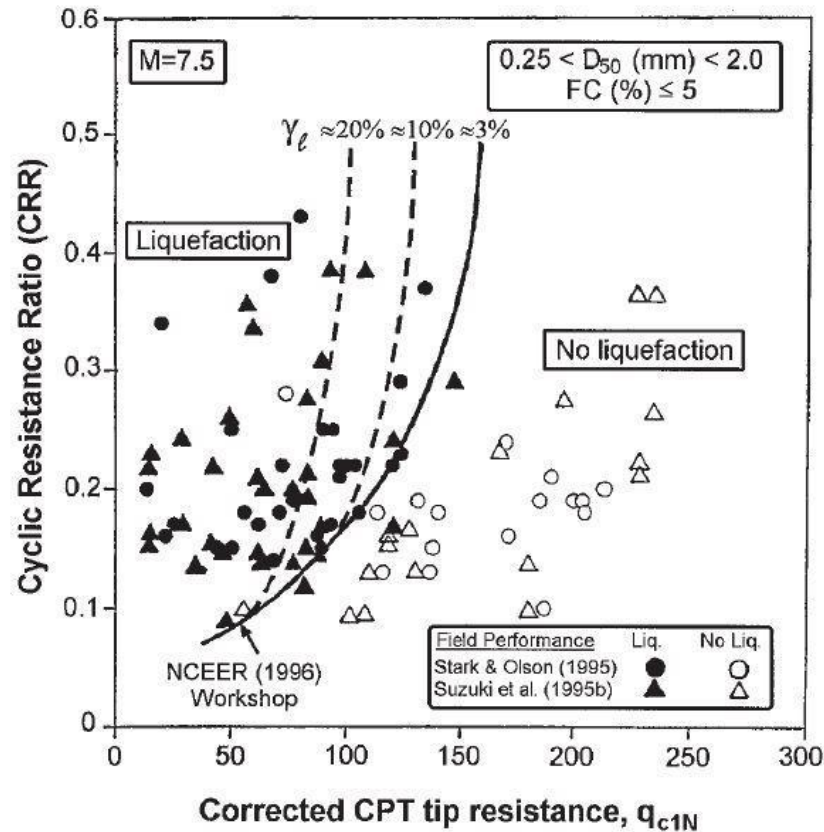 0.6
M=7.5
0.25 < D50 (mm) < 2.0
FC (%) ≤ 5
0.5
γℓ ≈20% ≈10% ≈3%
Liquefaction
0.4
No liquefaction
0.3
0.2
0.1
NCEER (1996)
Workshop
Field Performance Liq. No Liq.
Stark & Olson (1995)
Suzuki et al. (1995b)
0
0 50 100 150 200 250 300
Cyclic Resistance Ratio (CRR)
Corrected CPT tip resistance, qc1N